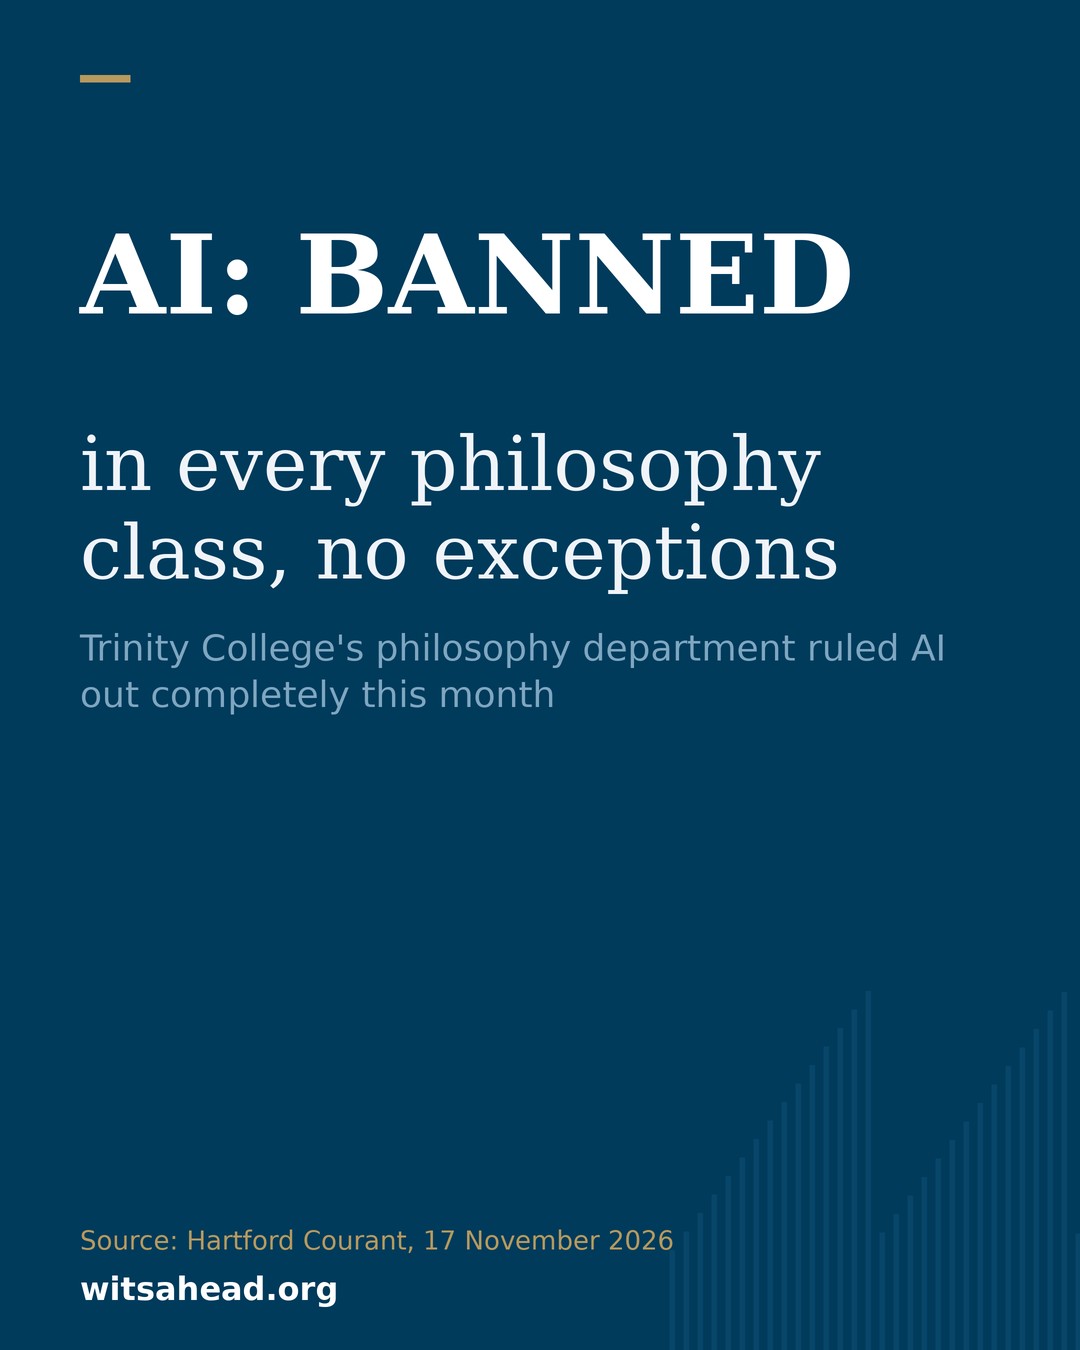 AI: BANNED
in every philosophy
class, no exceptions
Trinity College's philosophy department ruled AI
out completely this month
Source: Hartford Courant, 17 November 2026
witsahead.org